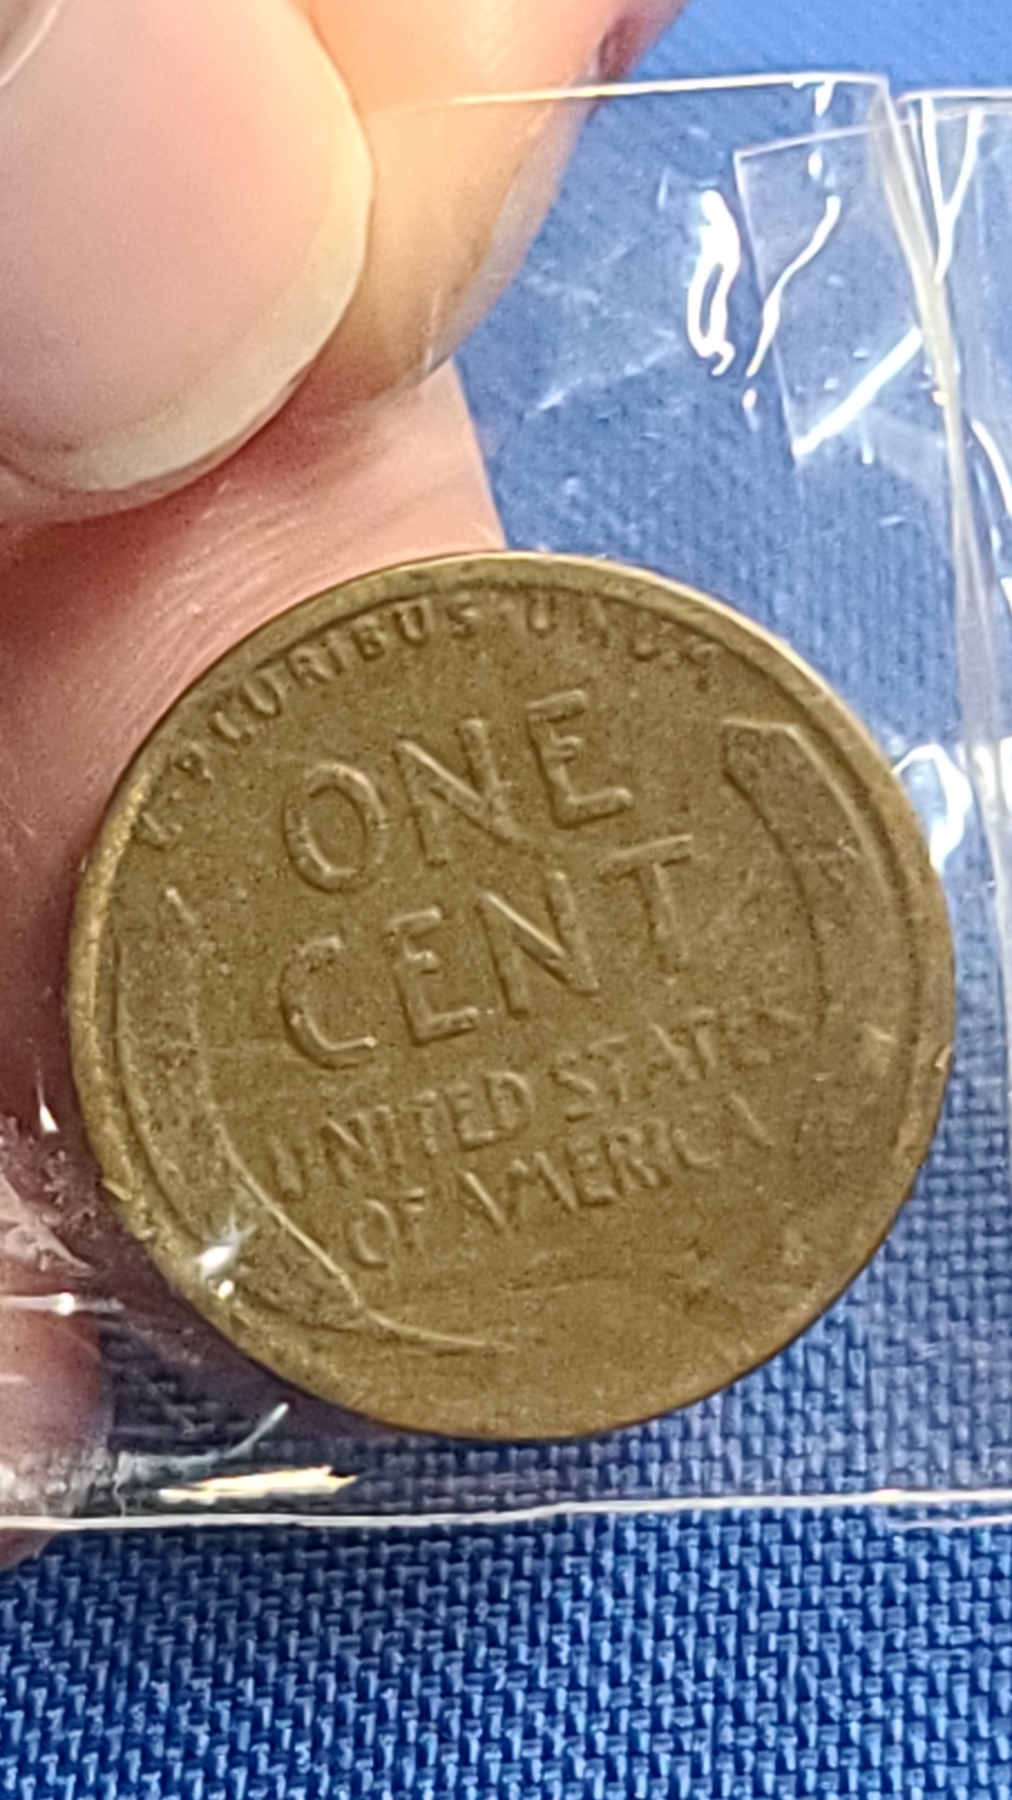 E·PLURIBUS·UNUM
ONE
CENT
UNITED STATES
OF AMERICA